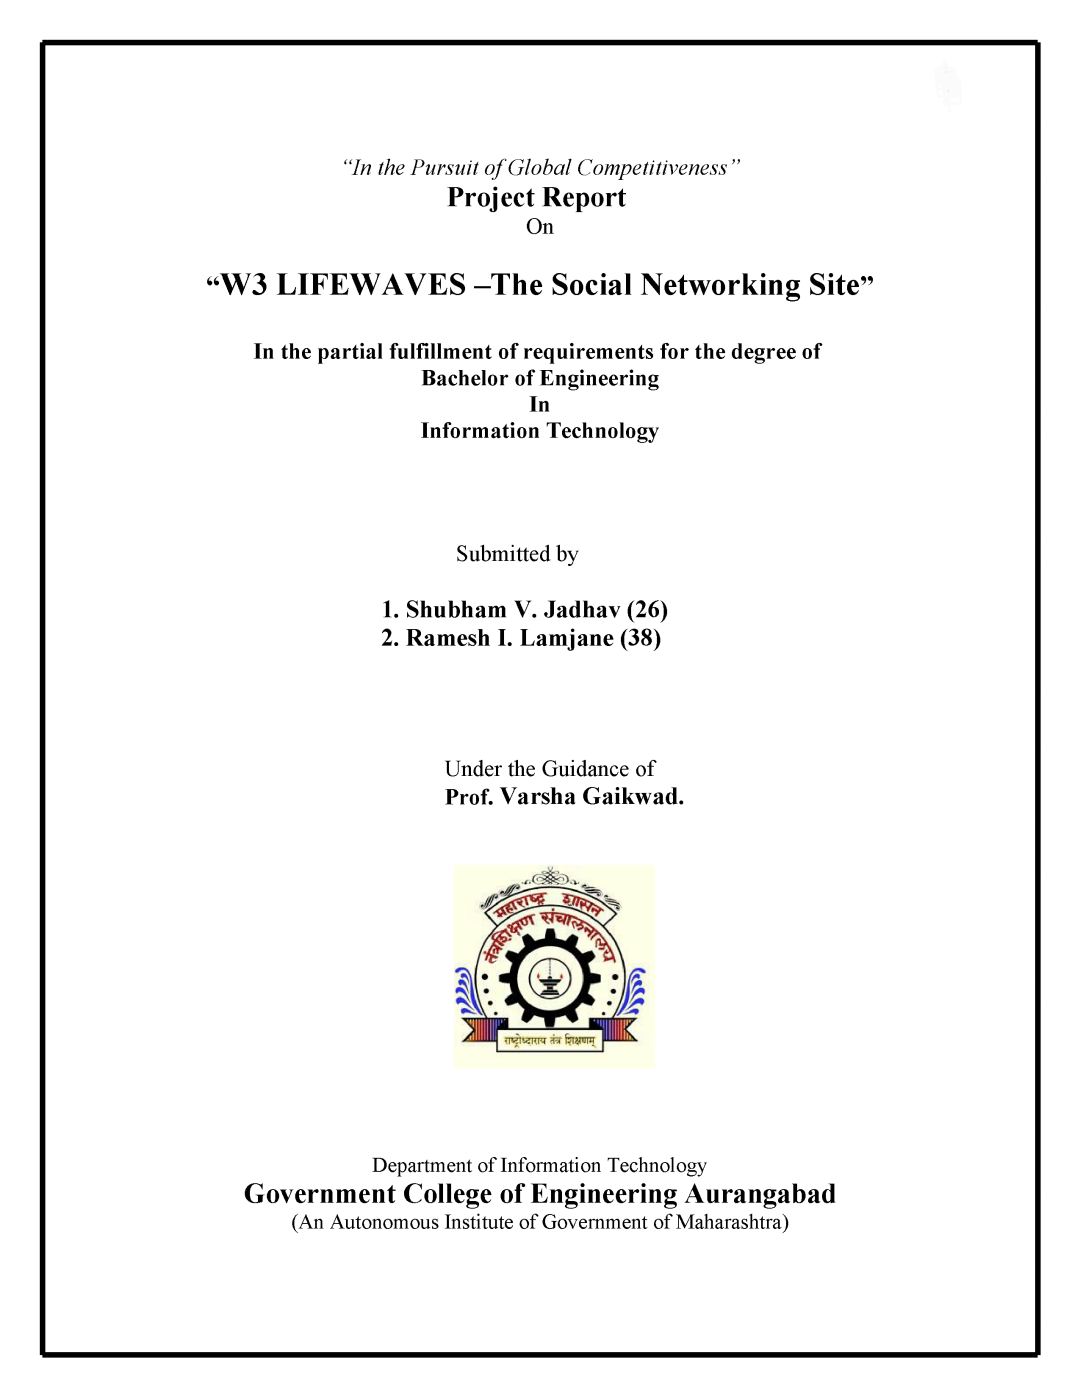 “In the Pursuit of Global Competitiveness”
Project Report
On
“W3 LIFEWAVES –The Social Networking Site”
In the partial fulfillment of requirements for the degree of
Bachelor of Engineering
In
Information Technology
Submitted by
1. Shubham V. Jadhav (26)
2. Ramesh I. Lamjane (38)
Under the Guidance of
Prof. Varsha Gaikwad.
महाराष्ट्र शासन
तंत्रशिक्षण संचालनालय
राष्ट्रोध्दाराय तंत्र शिक्षणम्
Department of Information Technology
Government College of Engineering Aurangabad
(An Autonomous Institute of Government of Maharashtra)